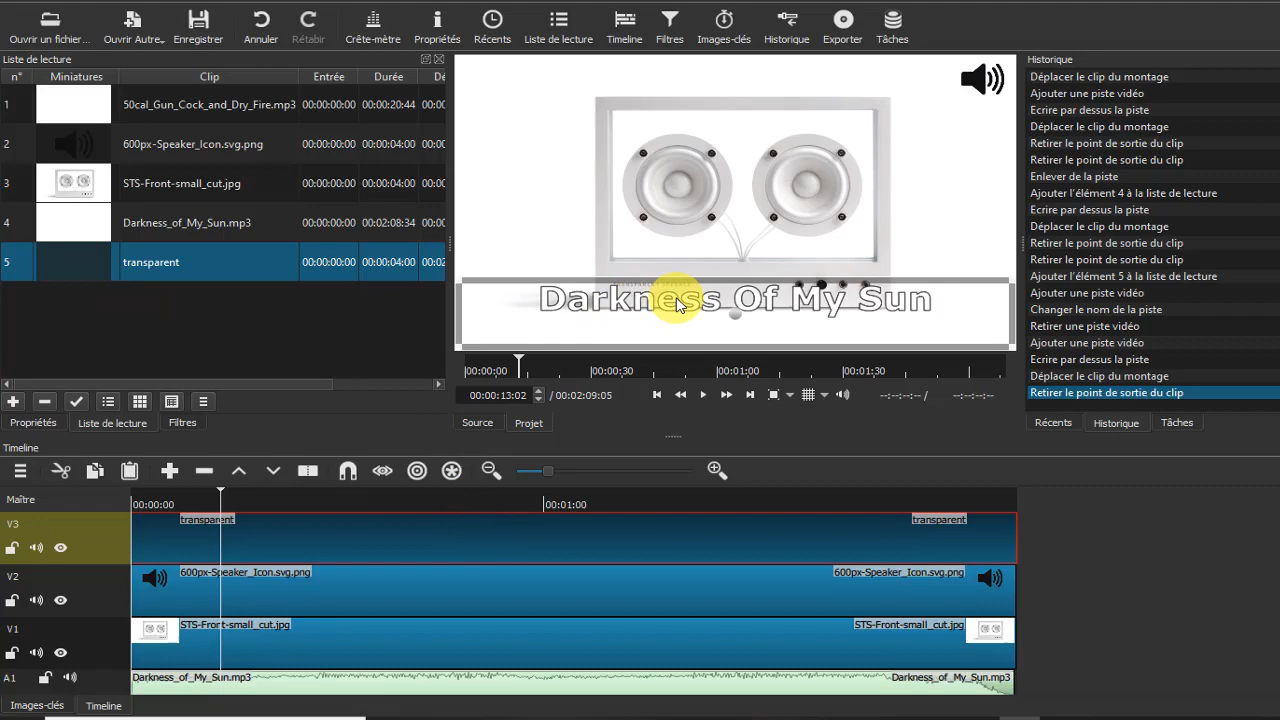 Ouvrir un fichier...
Ouvrir Autre...
Enregistrer
Annuler
Rétabir
Crête-mètre
Propriétés
Récents
Liste de lecture
Timeline
Filtres
Images-clés
Historique
Exporter
Tâches
Liste de lecture
n° Miniatures Clip Entrée Durée Dé
1 50cal_Gun_Cock_and_Dry_Fire.mp3 00:00:00:00 00:00:20:44 00:0
2 600px-Speaker_Icon.svg.png 00:00:00:00 00:00:04:00 00:0
3 STS-Front-small_cut.jpg 00:00:00:00 00:00:04:00 00:0
4 Darkness_of_My_Sun.mp3 00:00:00:00 00:02:08:34 00:0
5 transparent 00:00:00:00 00:00:04:00 00:02
Propriétés Liste de lecture Filtres
Darkness Of My Sun
00:00:00 00:00:30 00:01:00 00:01:30
00:00:13:02 / 00:02:09:05 --:--:--:-- / --:--:--:--
Source Projet
Historique
Déplacer le clip du montage
Ajouter une piste vidéo
Ecrire par dessus la piste
Déplacer le clip du montage
Retirer le point de sortie du clip
Retirer le point de sortie du clip
Enlever de la piste
Ajouter l'élément 4 à la liste de lecture
Ecrire par dessus la piste
Déplacer le clip du montage
Retirer le point de sortie du clip
Retirer le point de sortie du clip
Ajouter l'élément 5 à la liste de lecture
Ajouter une piste vidéo
Changer le nom de la piste
Retirer une piste vidéo
Ajouter une piste vidéo
Ecrire par dessus la piste
Déplacer le clip du montage
Retirer le point de sortie du clip
Récents Historique Tâches
Timeline
Maître 00:00:00 00:01:00
V3 transparent transparent
V2 600px-Speaker_Icon.svg.png 600px-Speaker_Icon.svg.png
V1 STS-Front-small_cut.jpg STS-Front-small_cut.jpg
A1 Darkness_of_My_Sun.mp3 Darkness_of_My_Sun.mp3
Images-clés Timeline